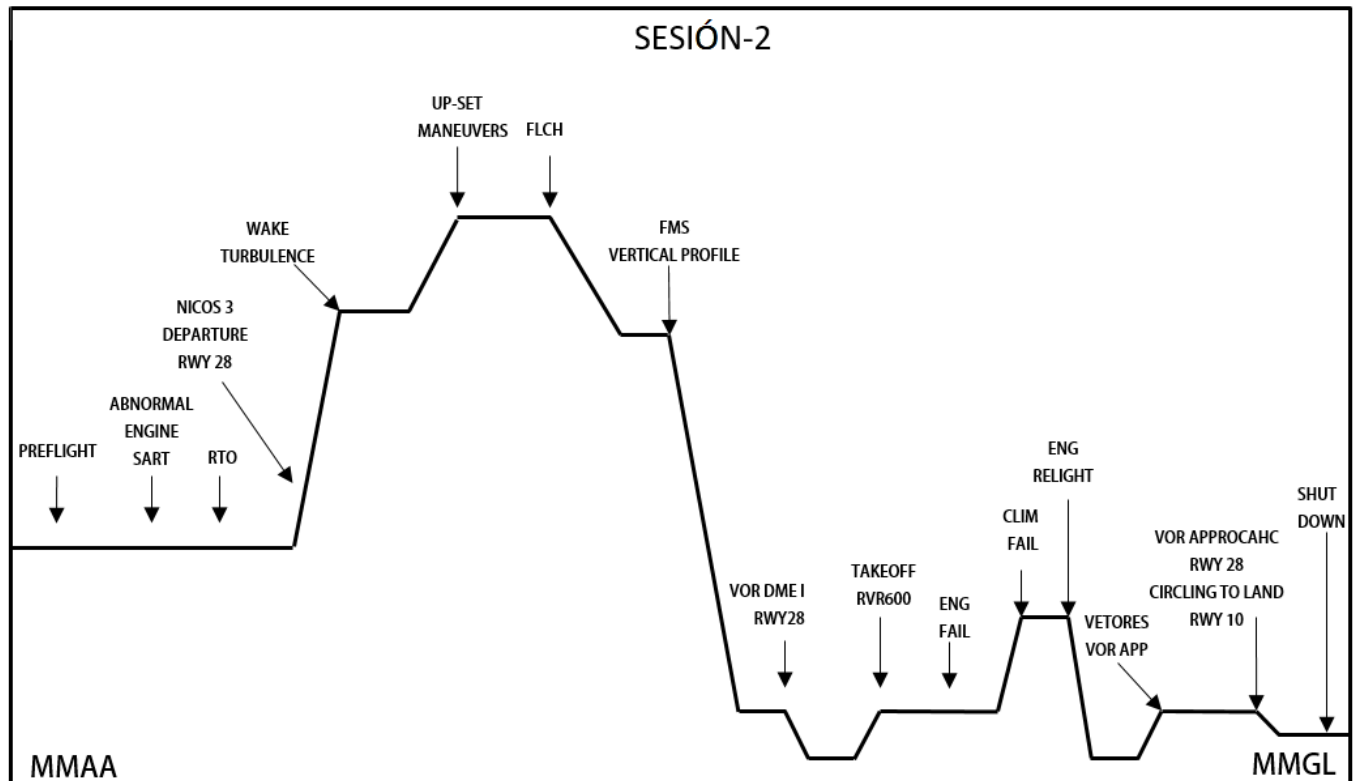 SESIÓN-2
UP-SET
MANEUVERS
FLCH
WAKE
TURBULENCE
FMS
VERTICAL PROFILE
NICOS 3
DEPARTURE
RWY 28
ABNORMAL
ENGINE
SART
PREFLIGHT
RTO
VOR DME I
RWY28
TAKEOFF
RVR600
ENG
FAIL
CLIM
FAIL
ENG
RELIGHT
VETORES
VOR APP
VOR APPROCAHC
RWY 28
CIRCLING TO LAND
RWY 10
SHUT
DOWN
MMAA
MMGL